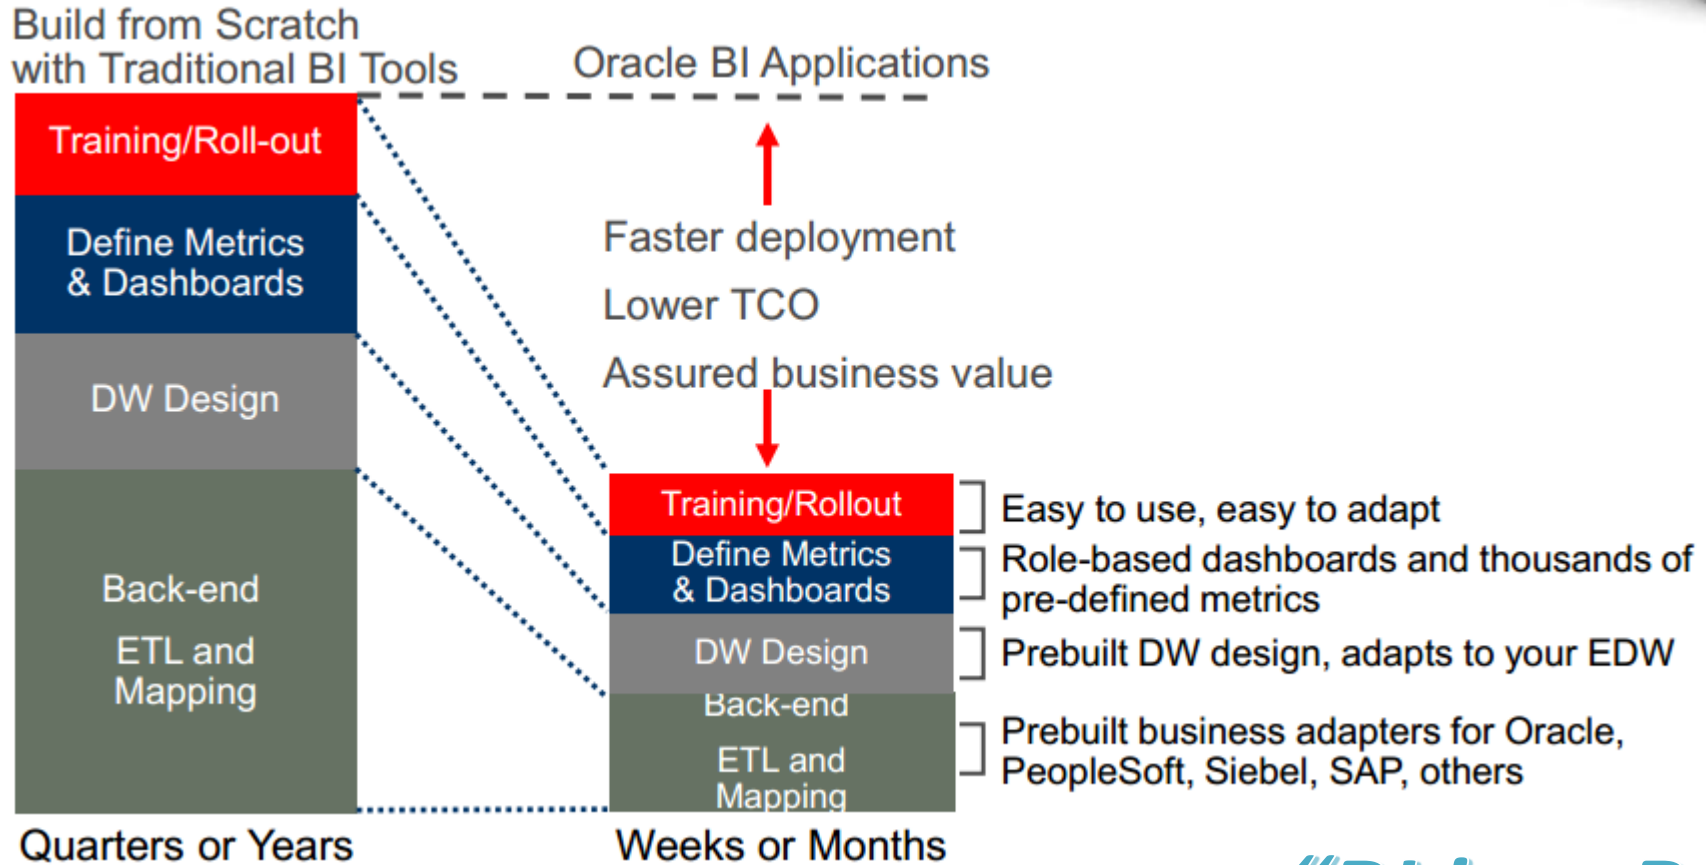 Build from Scratch
with Traditional BI Tools
Oracle BI Applications
Training/Roll-out
Define Metrics
& Dashboards
DW Design
Back-end
ETL and
Mapping
Quarters or Years
Faster deployment
Lower TCO
Assured business value
Training/Rollout
Define Metrics
& Dashboards
DW Design
Back-end
ETL and
Mapping
Weeks or Months
Easy to use, easy to adapt
Role-based dashboards and thousands of
pre-defined metrics
Prebuilt DW design, adapts to your EDW
Prebuilt business adapters for Oracle,
PeopleSoft, Siebel, SAP, others